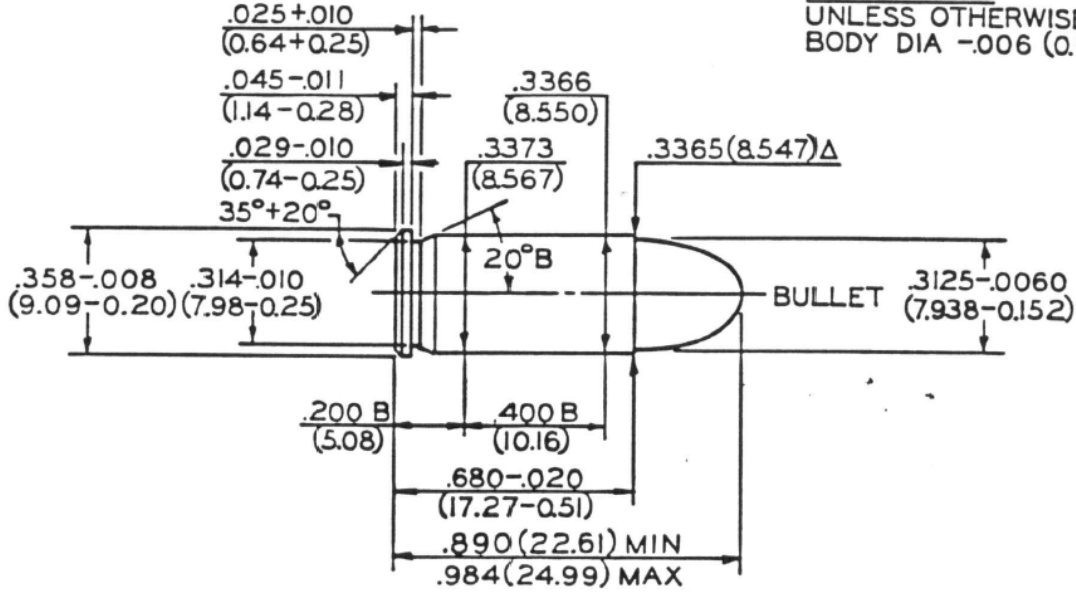 .025+.010
(0.64+0.25)
UNLESS OTHERWISE
BODY DIA -.006 (0.
.045-.011
(1.14-0.28)
.3366
(8.550)
.029-.010
(0.74-0.25)
.3373
(8.567)
.3365(8.547)Δ
35°+20°
20°B
.358-.008
(9.09-0.20)
.314-.010
(7.98-0.25)
BULLET
.3125-.0060
(7.938-0.152)
.200 B
(5.08)
.400 B
(10.16)
.680-.020
(17.27-0.51)
.890(22.61) MIN
.984(24.99) MAX